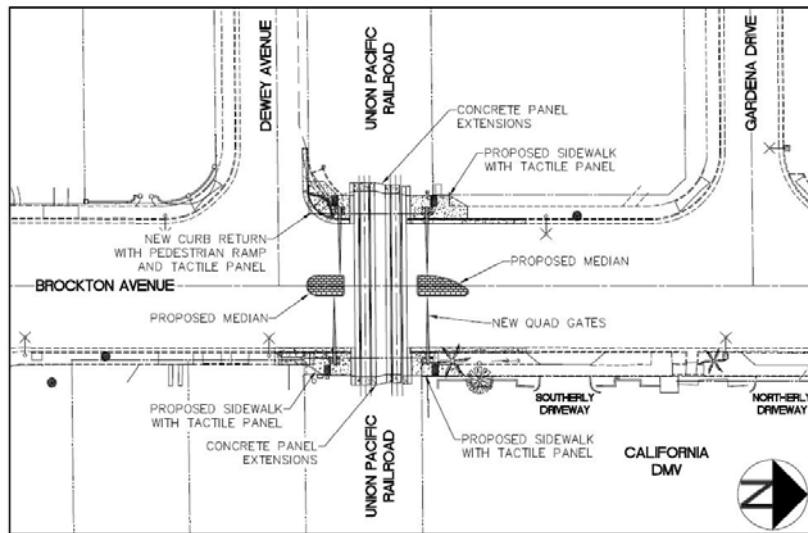 DEWEY AVENUE
UNION PACIFIC
RAILROAD
GARDENA DRIVE
CONCRETE PANEL
EXTENSIONS
PROPOSED SIDEWALK
WITH TACTILE PANEL
NEW CURB RETURN
WITH PEDESTRIAN RAMP
AND TACTILE PANEL
PROPOSED MEDIAN
BROCKTON AVENUE
PROPOSED MEDIAN
NEW QUAD GATES
PROPOSED SIDEWALK
WITH TACTILE PANEL
SOUTHERLY
DRIVEWAY
NORTHERLY
DRIVEWAY
CONCRETE PANEL
EXTENSIONS
PROPOSED SIDEWALK
WITH TACTILE PANEL
UNION PACIFIC
RAILROAD
CALIFORNIA
DMV
N